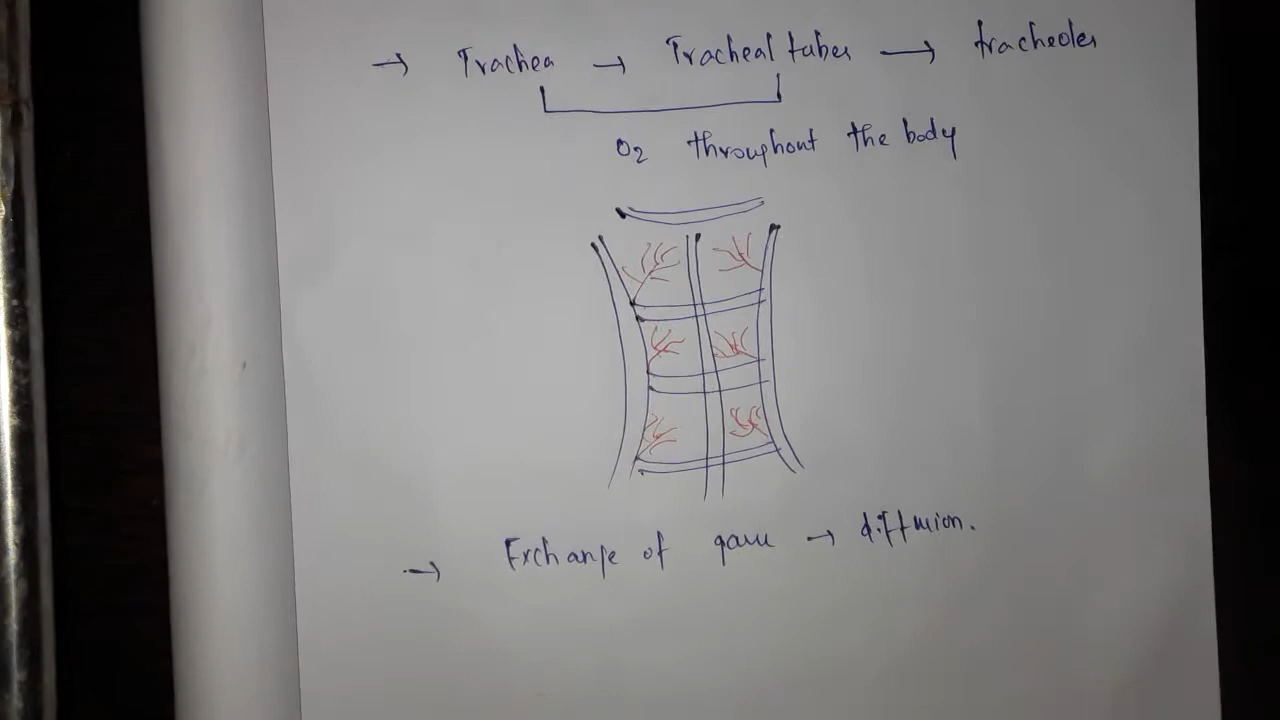 → Trachea → Tracheal tubes → tracheoles
O2 throughout the body
→ Exchange of gases → diffusion.